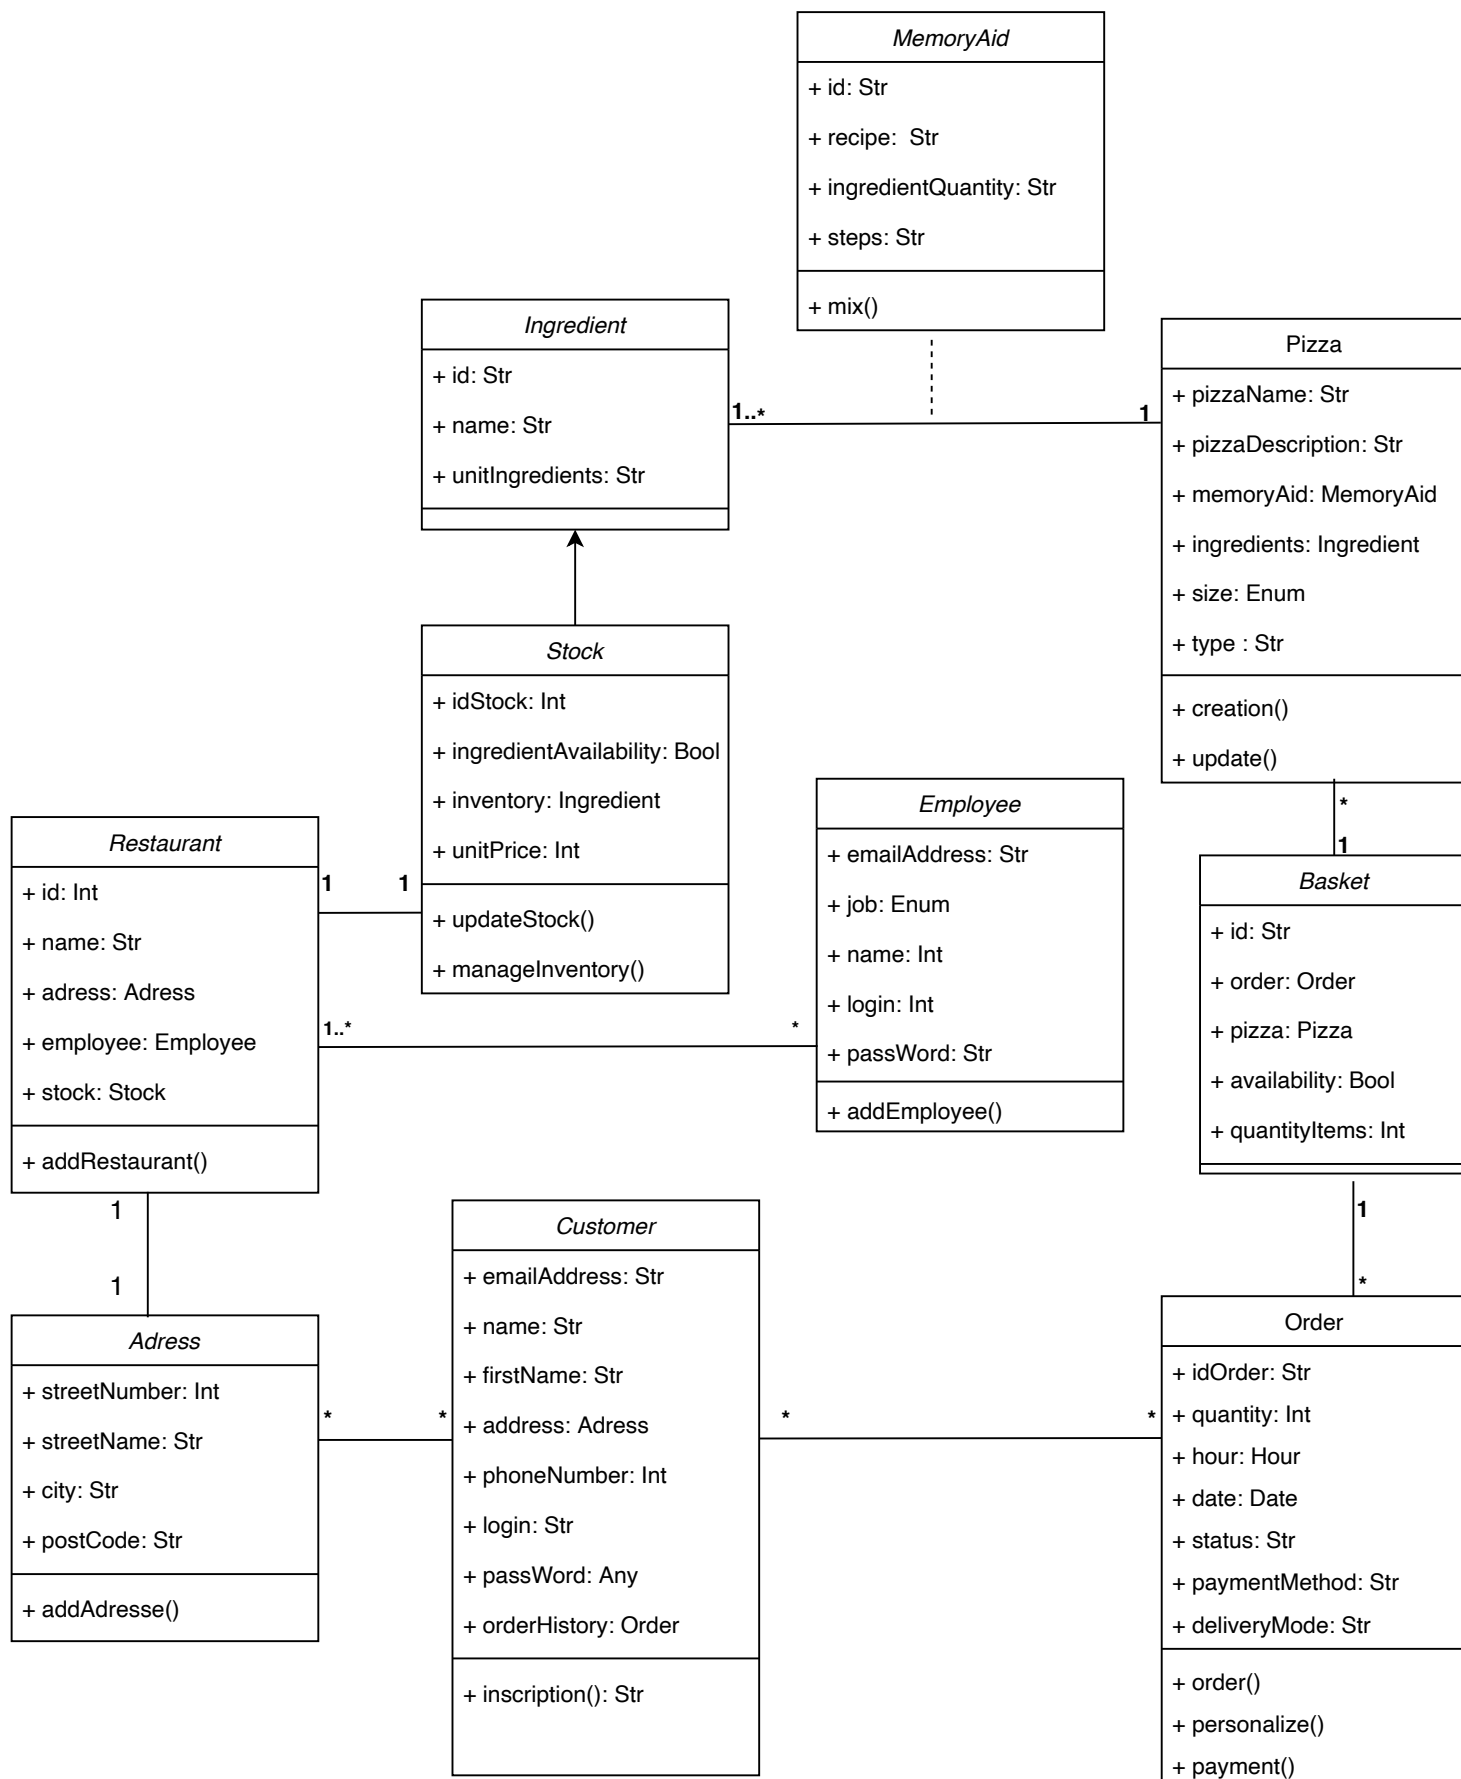 MemoryAid
+ id: Str
+ recipe:  Str
+ ingredientQuantity: Str
+ steps: Str
+ mix()
Ingredient
+ id: Str
+ name: Str
+ unitIngredients: Str
1..*
1
Pizza
+ pizzaName: Str
+ pizzaDescription: Str
+ memoryAid: MemoryAid
+ ingredients: Ingredient
+ size: Enum
+ type : Str
+ creation()
+ update()
*
1
Stock
+ idStock: Int
+ ingredientAvailability: Bool
+ inventory: Ingredient
+ unitPrice: Int
+ updateStock()
+ manageInventory()
Employee
+ emailAddress: Str
+ job: Enum
+ name: Int
+ login: Int
+ passWord: Str
+ addEmployee()
Restaurant
+ id: Int
+ name: Str
+ adress: Adress
+ employee: Employee
+ stock: Stock
+ addRestaurant()
1
1
1..*
*
Basket
+ id: Str
+ order: Order
+ pizza: Pizza
+ availability: Bool
+ quantityItems: Int
1
*
1
1
Adress
+ streetNumber: Int
+ streetName: Str
+ city: Str
+ postCode: Str
+ addAdresse()
*
*
Customer
+ emailAddress: Str
+ name: Str
+ firstName: Str
+ address: Adress
+ phoneNumber: Int
+ login: Str
+ passWord: Any
+ orderHistory: Order
+ inscription(): Str
*
*
Order
+ idOrder: Str
+ quantity: Int
+ hour: Hour
+ date: Date
+ status: Str
+ paymentMethod: Str
+ deliveryMode: Str
+ order()
+ personalize()
+ payment()